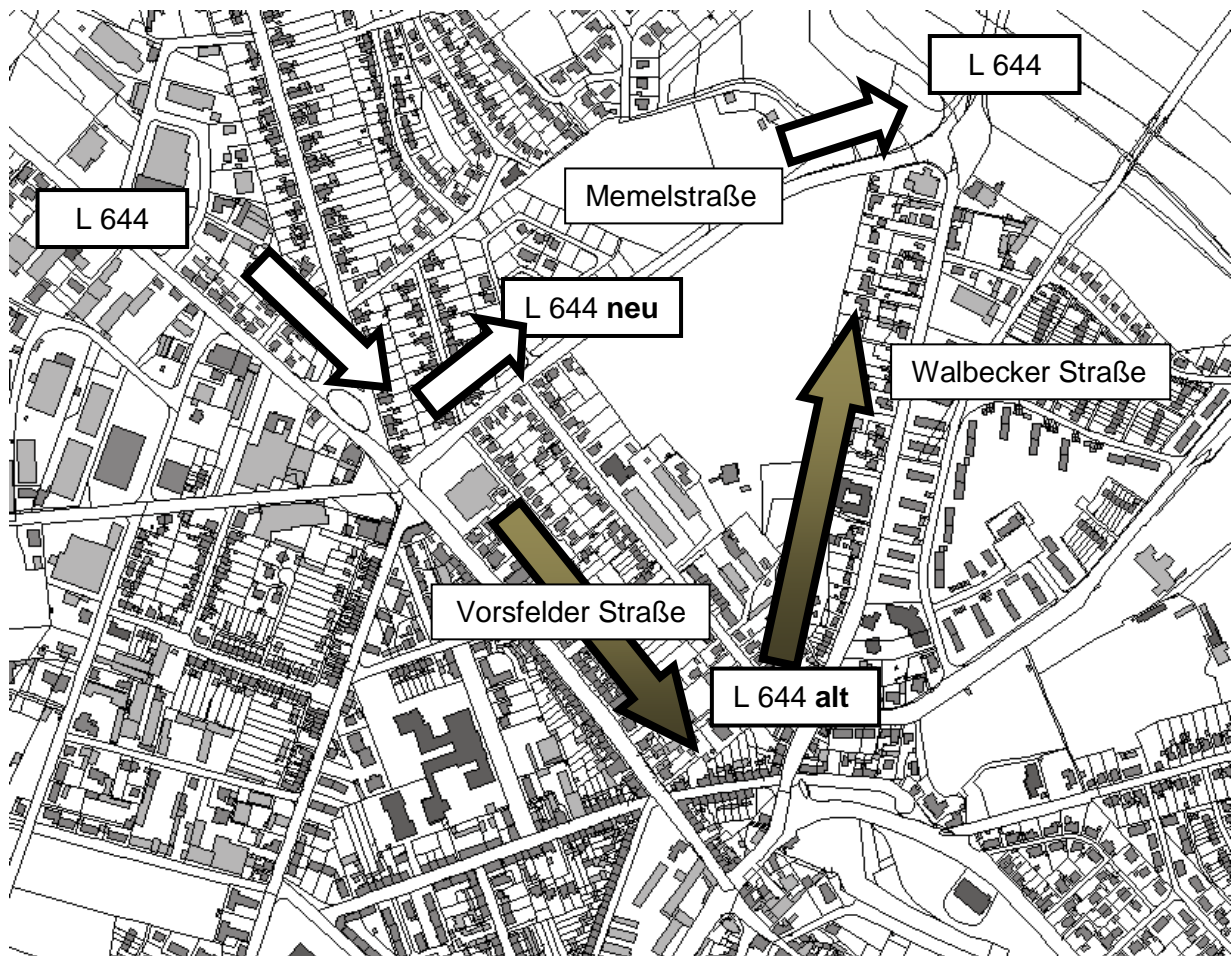 L 644
Memelstraße
L 644
L 644 neu
Walbecker Straße
Vorsfelder Straße
L 644 alt